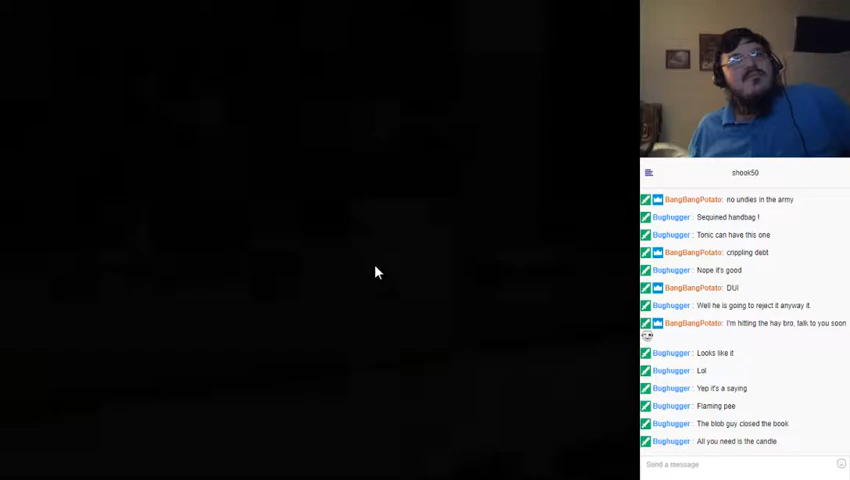 shook50
BangBangPotato: no undies in the army
Bughugger: Sequined handbag !
Bughugger: Tonic can have this one
BangBangPotato: crippling debt
Bughugger: Nope it's good
BangBangPotato: DUI
Bughugger: Well he is going to reject it anyway it.
BangBangPotato: I'm hitting the hay bro, talk to you soon
Bughugger: Looks like it
Bughugger: Lol
Bughugger: Yep it's a saying
Bughugger: Flaming pee
Bughugger: The blob guy closed the book
Bughugger: All you need is the candle
Send a message